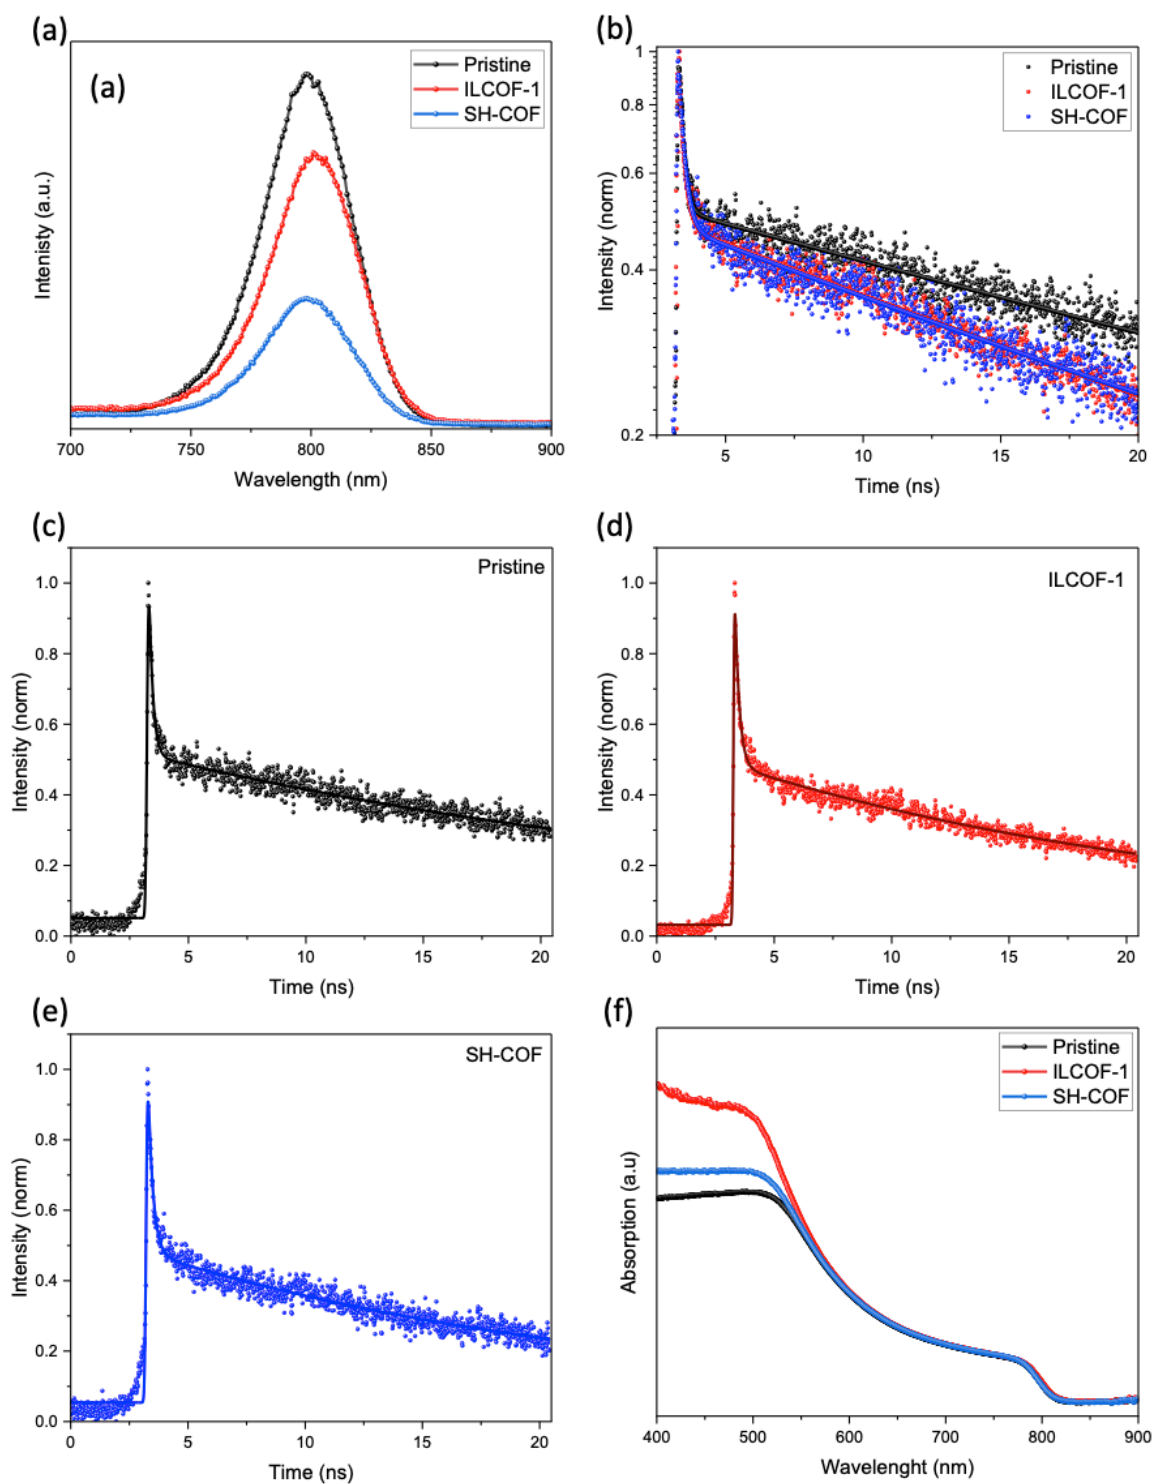 (a)
(a)
Pristine
ILCOF-1
SH-COF
Intenisity (a.u.)
700
750
800
850
900
Wavelength (nm)
(b)
Pristine
ILCOF-1
SH-COF
Intensity (norm)
1
0.8
0.6
0.4
0.2
5
10
15
20
Time (ns)
(c)
Pristine
Intensity (norm)
1.0
0.8
0.6
0.4
0.2
0.0
0
5
10
15
20
Time (ns)
(d)
ILCOF-1
Intensity (norm)
1.0
0.8
0.6
0.4
0.2
0.0
0
5
10
15
20
Time (ns)
(e)
SH-COF
Intensity (norm)
1.0
0.8
0.6
0.4
0.2
0.0
0
5
10
15
20
Time (ns)
(f)
Pristine
ILCOF-1
SH-COF
Absorption (a.u)
400
500
600
700
800
900
Wavelenght (nm)